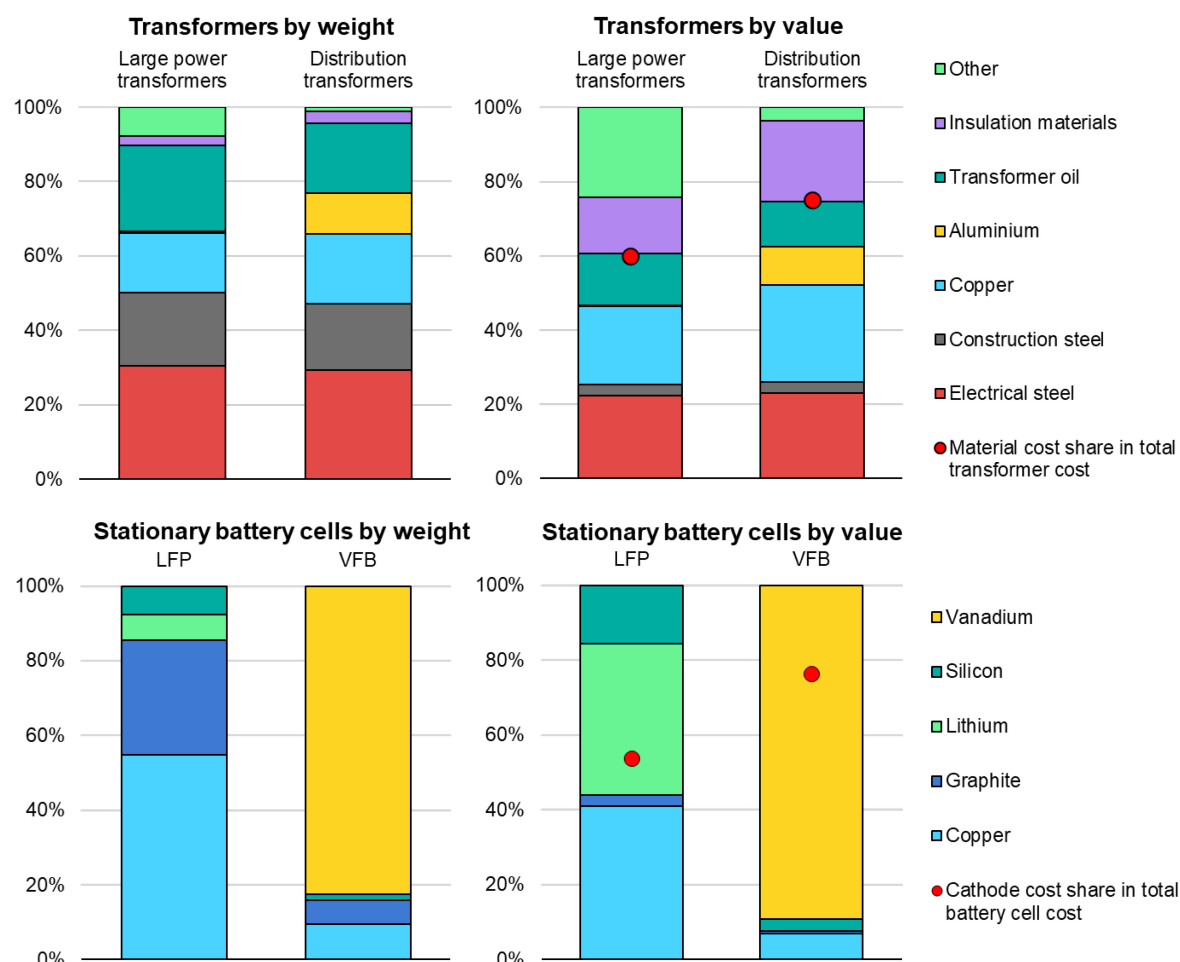 Transformers by weight
Large power
transformers
Distribution
transformers
100%
80%
60%
40%
20%
0%
Transformers by value
Large power
transformers
Distribution
transformers
100%
80%
60%
40%
20%
0%
Other
Insulation materials
Transformer oil
Aluminium
Copper
Construction steel
Electrical steel
Material cost share in total
transformer cost
Stationary battery cells by weight
LFP
VFB
100%
80%
60%
40%
20%
0%
Stationary battery cells by value
LFP
VFB
100%
80%
60%
40%
20%
0%
Vanadium
Silicon
Lithium
Graphite
Copper
Cathode cost share in total
battery cell cost